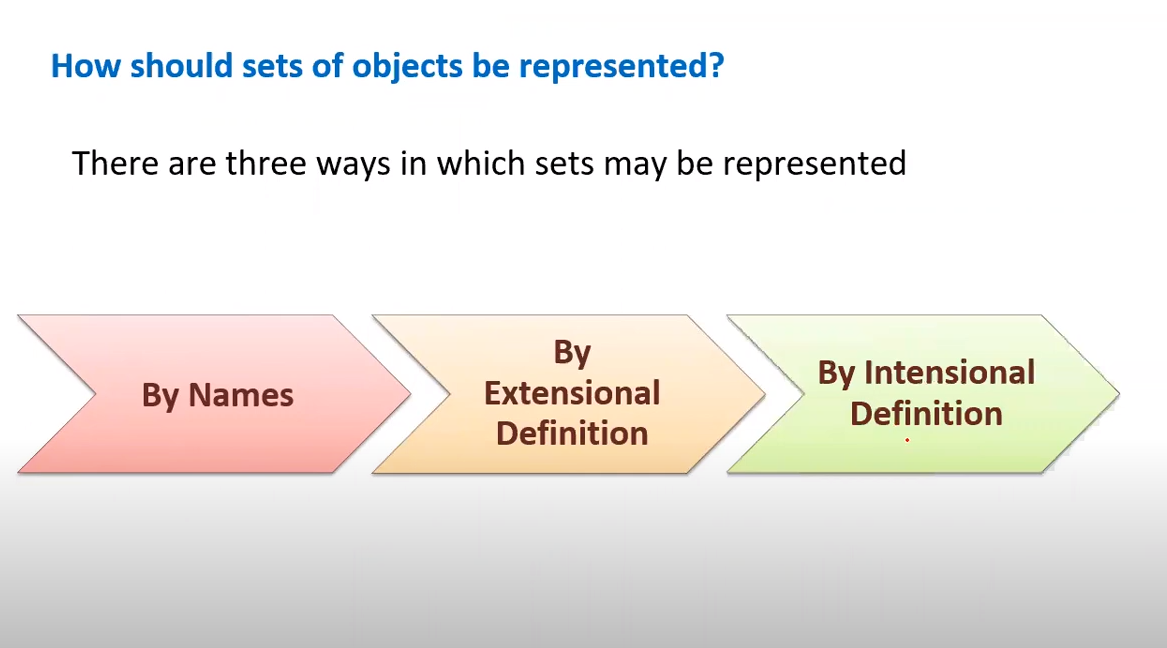 How should sets of objects be represented?
There are three ways in which sets may be represented
By Names
By
Extensional
Definition
By Intensional
Definition